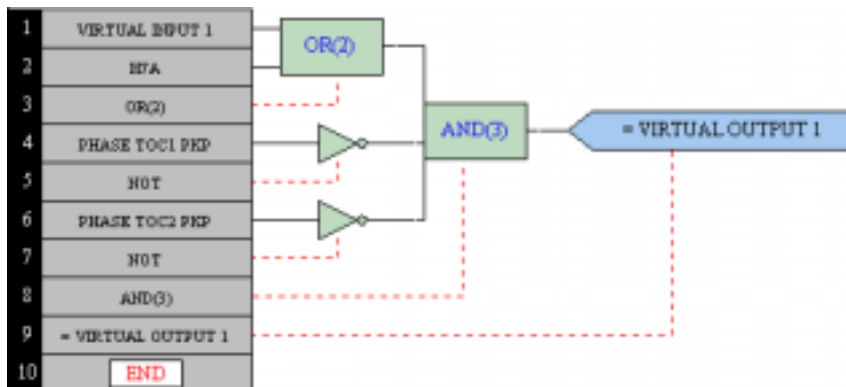 1 VIRTUAL INPUT 1
2
3 OR(2)
4 PHASE TOC1 PKP
5 NOT
6 PHASE TOC2 PKP
7 NOT
8 AND(3)
9 = VIRTUAL OUTPUT 1
10 END
OR(2)
AND(3)
= VIRTUAL OUTPUT 1